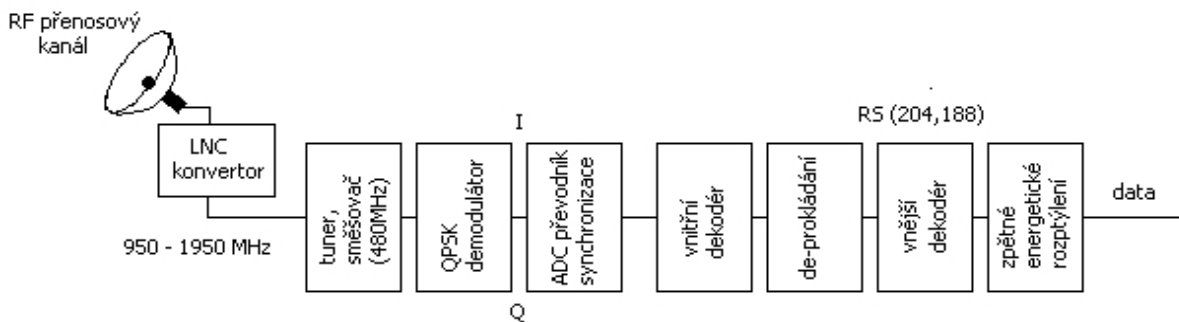 RF přenosový
kanál
LNC
konvertor
950 - 1950 MHz
tuner,
směšovač
(480MHz)
QPSK
demodulátor
I
Q
ADC převodník
synchronizace
vnitřní
dekodér
de-prokládání
RS (204,188)
vnější
dekodér
zpětné
energetické
rozptýlení
data